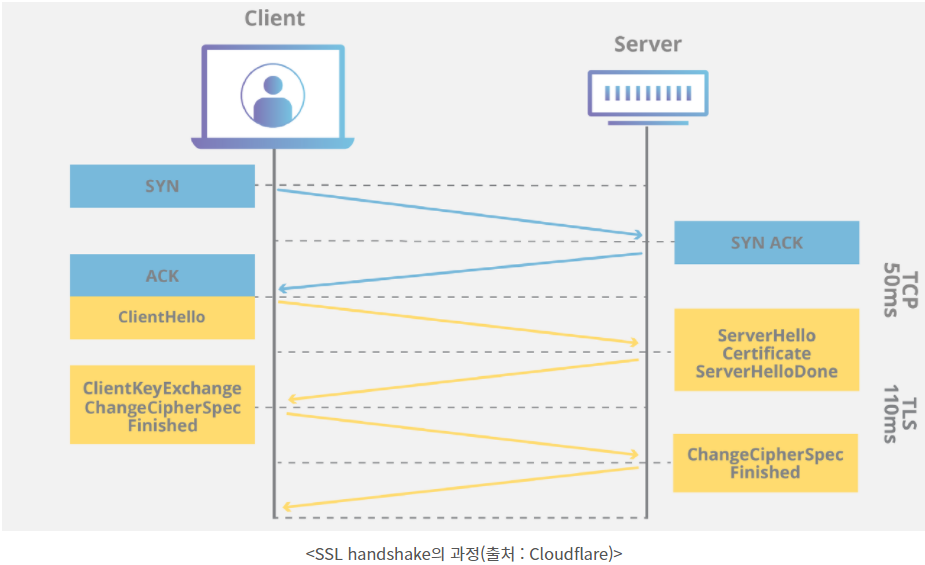 Client
Server
SYN
SYN ACK
ACK
ClientHello
TCP
50ms
ServerHello
Certificate
ServerHelloDone
ClientKeyExchange
ChangeCipherSpec
Finished
TLS
110ms
ChangeCipherSpec
Finished
<SSL handshake의 과정(출처 : Cloudflare)>